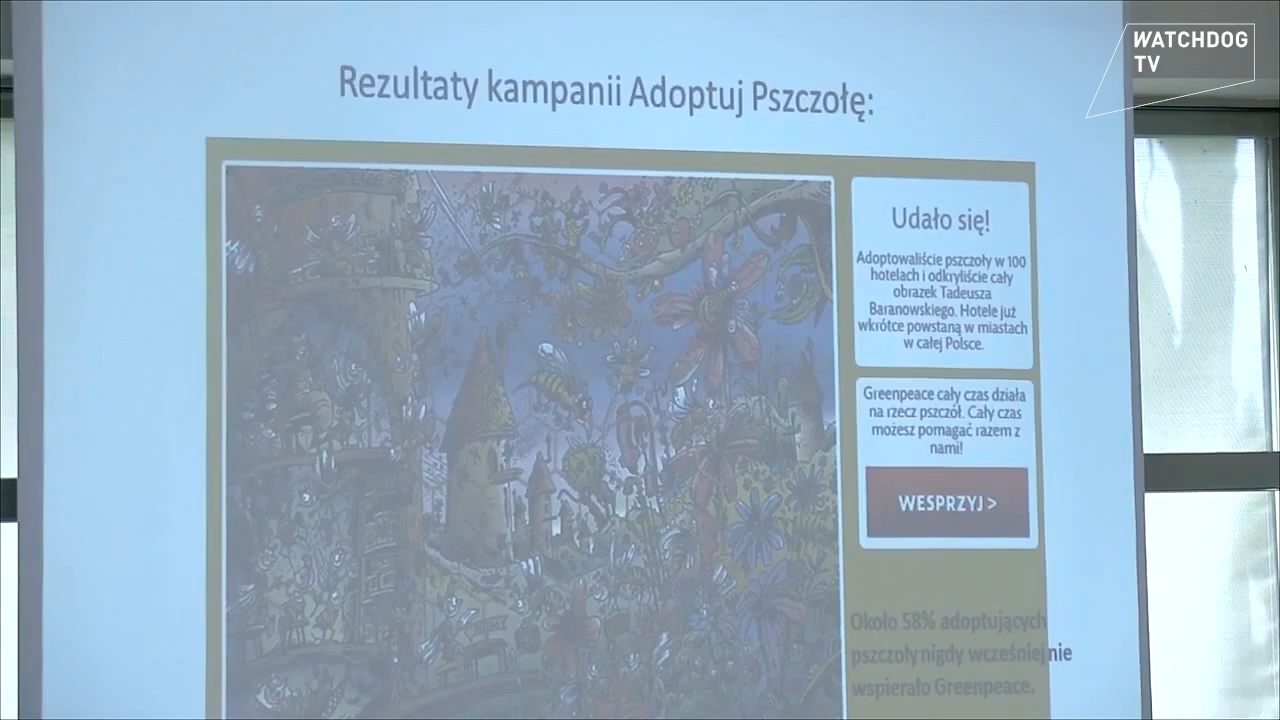 WATCHDOG
TV
Rezultaty kampanii Adoptuj Pszczołę:
Udało się!
Adoptowaliście pszczoły w 100
hotelach i odkryliście cały
obrazek Tadeusza
Baranowskiego. Hotele już
wkrótce powstaną w miastach
w całej Polsce.
Greenpeace cały czas działa
na rzecz pszczół. Cały czas
możesz pomagać razem z
nami!
WESPRZYJ >
Około 58% adoptujących
pszczoły nigdy wcześniej nie
wspierało Greenpeace.